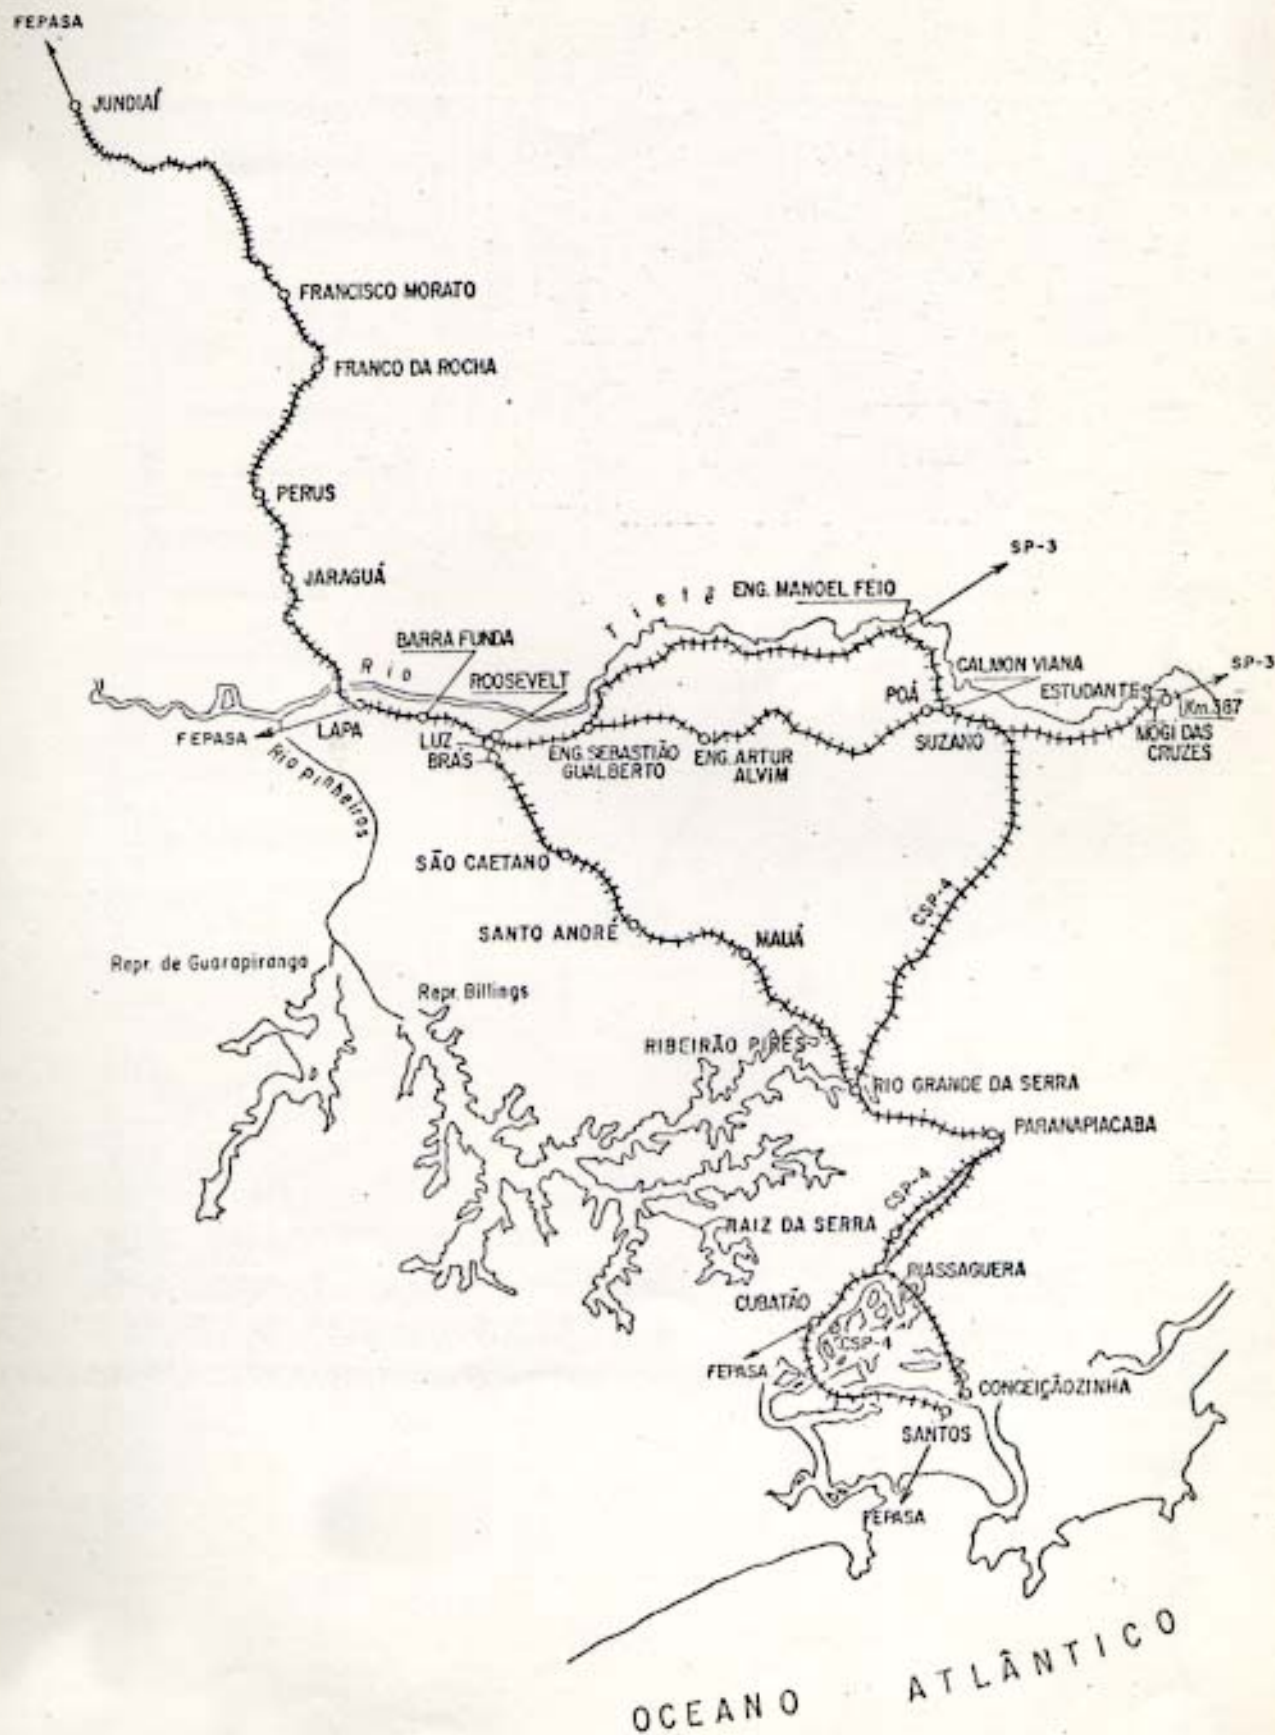 FEPASA
JUNDIAÍ
FRANCISCO MORATO
FRANCO DA ROCHA
PERUS
JARAGUÁ
SP-3
ENG. MANOEL FEIO
Tietê
BARRA FUNDA
Rio
ROOSEVELT
CALMON VIANA
SP-3
ESTUDANTES
POÁ
Km.387
LAPA
FEPASA
LUZ
BRÁS
ENG. SEBASTIÃO
GUALBERTO
ENG. ARTUR
ALVIM
SUZANO
MOGI DAS
CRUZES
Rio Pinheiros
SÃO CAETANO
CSP-4
SANTO ANDRÉ
MAUÁ
Repr. de Guarapiranga
Repr. Billings
RIBEIRÃO PIRES
RIO GRANDE DA SERRA
PARANAPIACABA
CSP-4
RAIZ DA SERRA
PIASSAGUERA
CUBATÃO
CSP-4
FEPASA
CONCEIÇÃOZINHA
SANTOS
FEPASA
OCEANO ATLÂNTICO